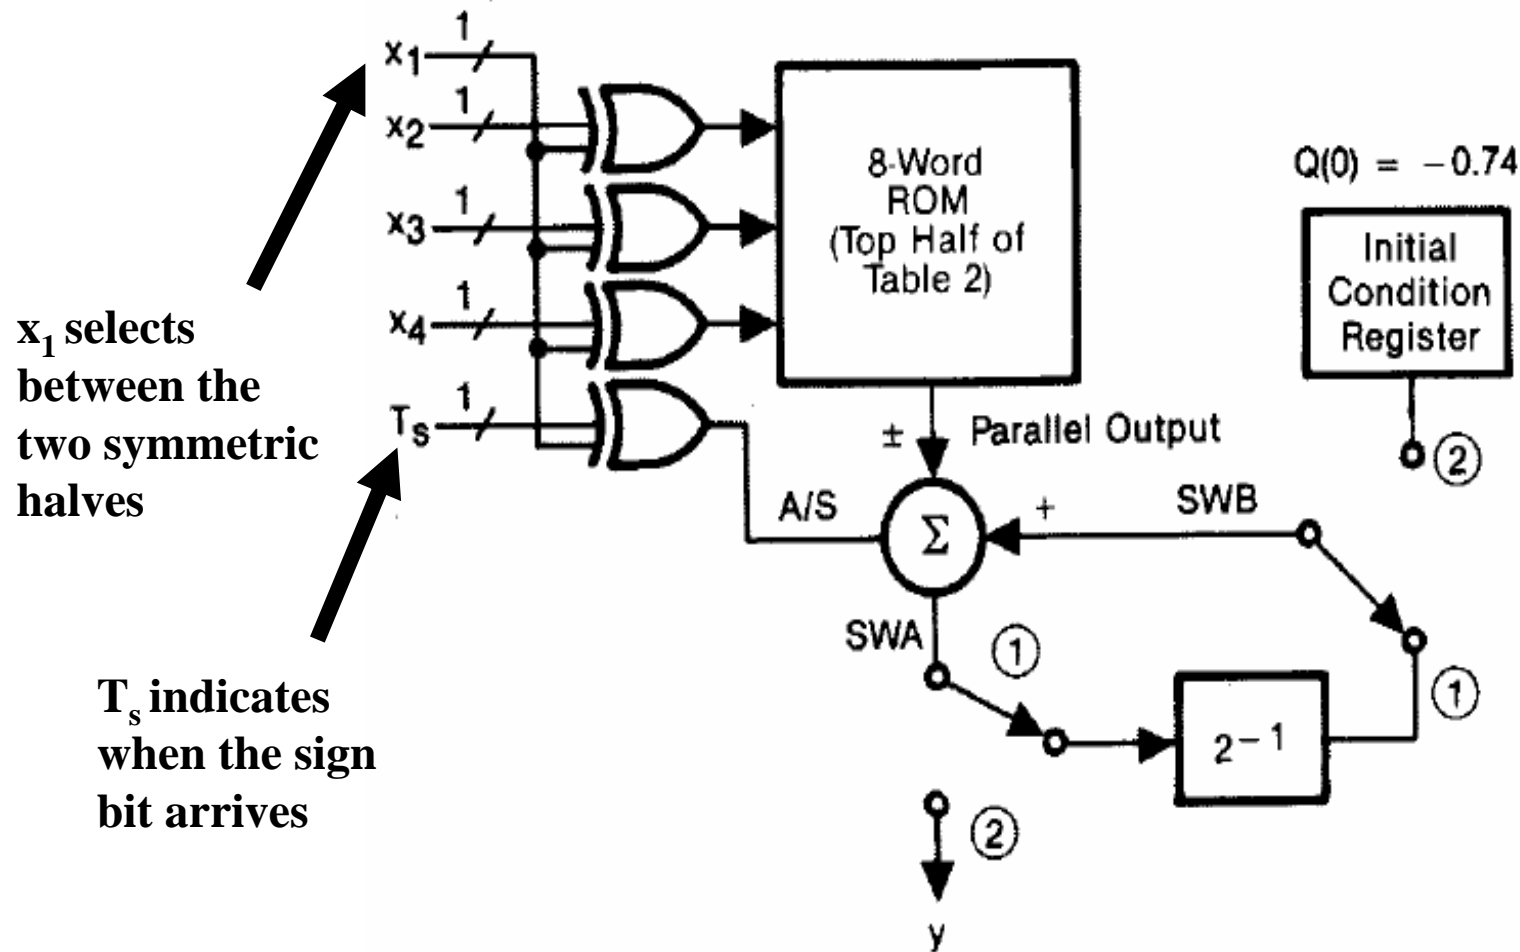 1
x1
1
x2
1
x3
1
x4
1
Ts
8-Word
ROM
(Top Half of
Table 2)
Q(0) = −0.74
Initial
Condition
Register
②
x1 selects
between the
two symmetric
halves
± Parallel Output
A/S
Σ
+
SWB
SWA
①
①
2−1
Ts indicates
when the sign
bit arrives
②
y